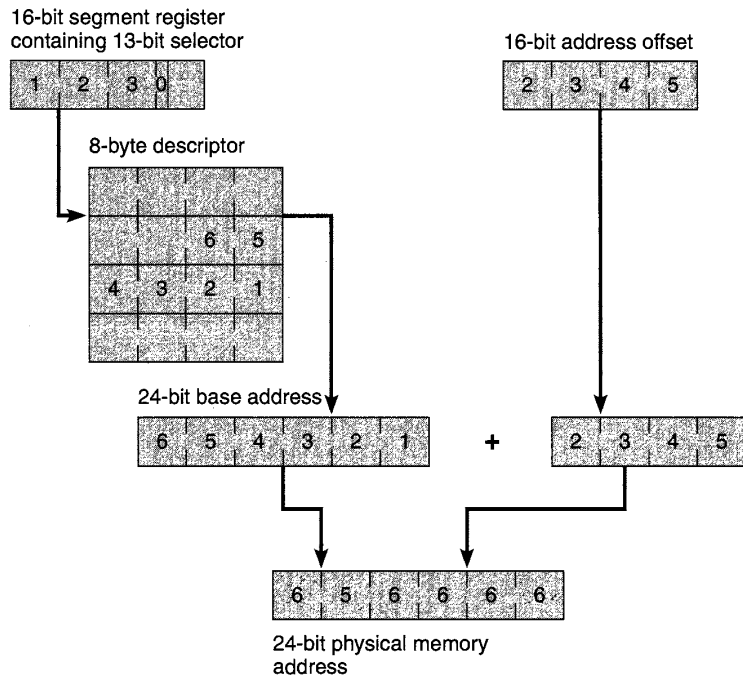 16-bit segment register
containing 13-bit selector
1 2 3 0
16-bit address offset
2 3 4 5
8-byte descriptor
6 5
4 3 2 1
24-bit base address
6 5 4 3 2 1
+
2 3 4 5
6 5 6 6 6 6
24-bit physical memory
address